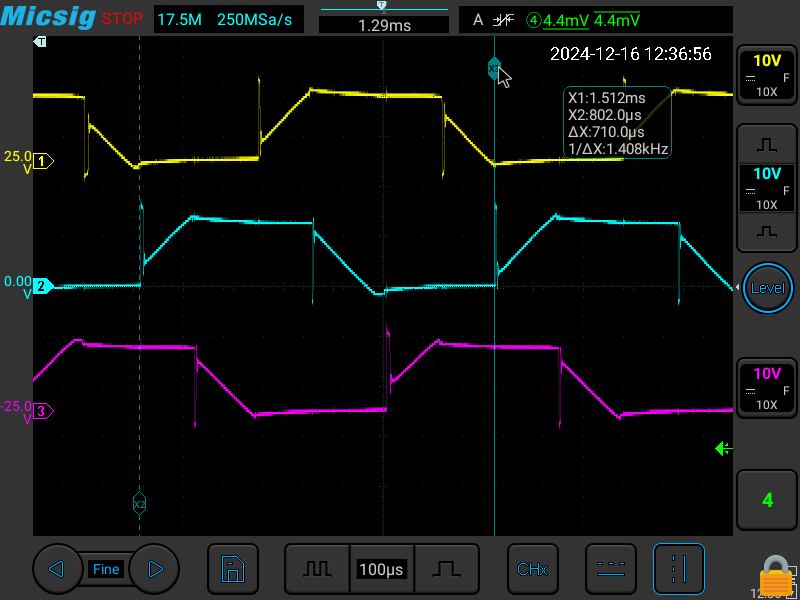 Micsig STOP 17.5M 250MSa/s 1.29ms A ④ 4.4mV 4.4mV
T
2024-12-16 12:36:56
X1:1.512ms
X2:802.0µs
ΔX:710.0µs
1/ΔX:1.408kHz
10V
F
10X
25.0 V 1
10V
F
10X
0.00 V 2
Level
-25.0 V 3
10V
F
10X
X2
4
Fine
100µs
CHx